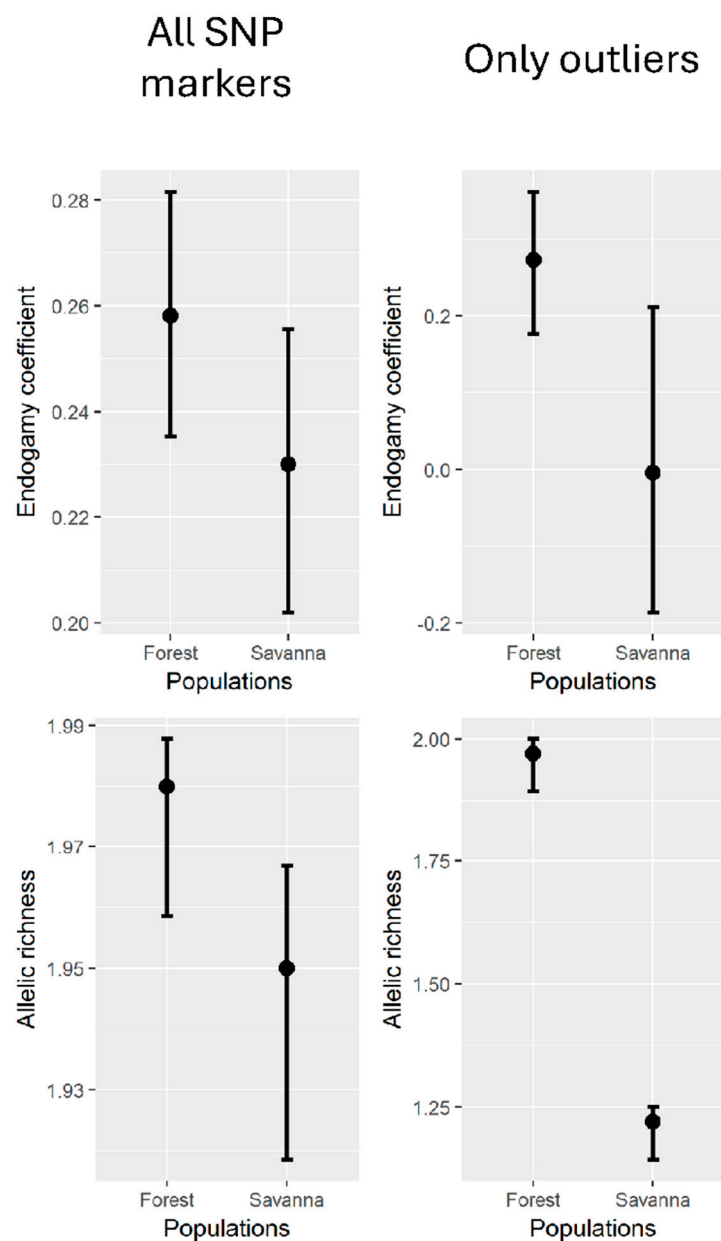 All SNP
markers
Only outliers
Endogamy coefficient
0.28
0.26
0.24
0.22
0.20
Forest
Savanna
Populations
Endogamy coefficient
0.2
0.0
-0.2
Forest
Savanna
Populations
Allelic richness
1.99
1.97
1.95
1.93
Forest
Savanna
Populations
Allelic richness
2.00
1.75
1.50
1.25
Forest
Savanna
Populations